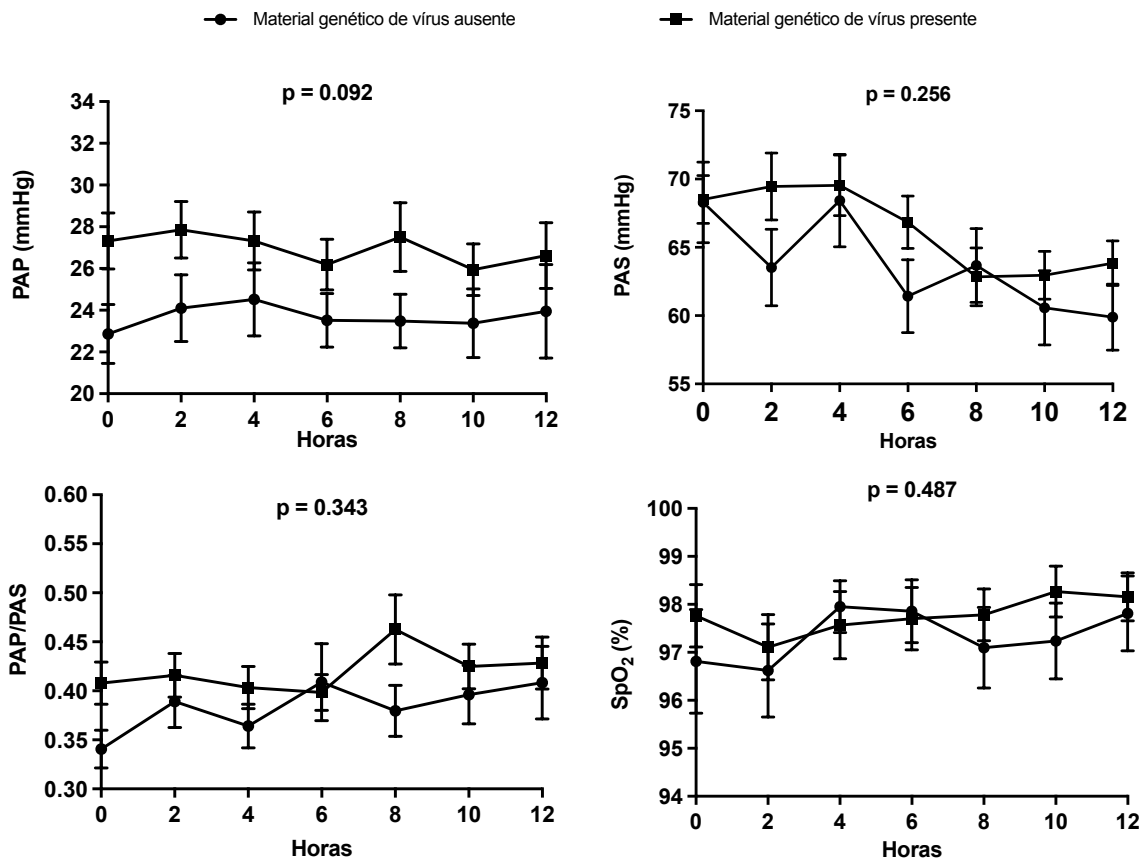 Material genético de vírus ausente
Material genético de vírus presente
p = 0.092
PAP (mmHg)
34
32
30
28
26
24
22
20
0 2 4 6 8 10 12
Horas
p = 0.256
PAS (mmHg)
75
70
65
60
55
0 2 4 6 8 10 12
Horas
p = 0.343
PAP/PAS
0.60
0.55
0.50
0.45
0.40
0.35
0.30
0 2 4 6 8 10 12
Horas
p = 0.487
SpO2 (%)
100
99
98
97
96
95
94
0 2 4 6 8 10 12
Horas